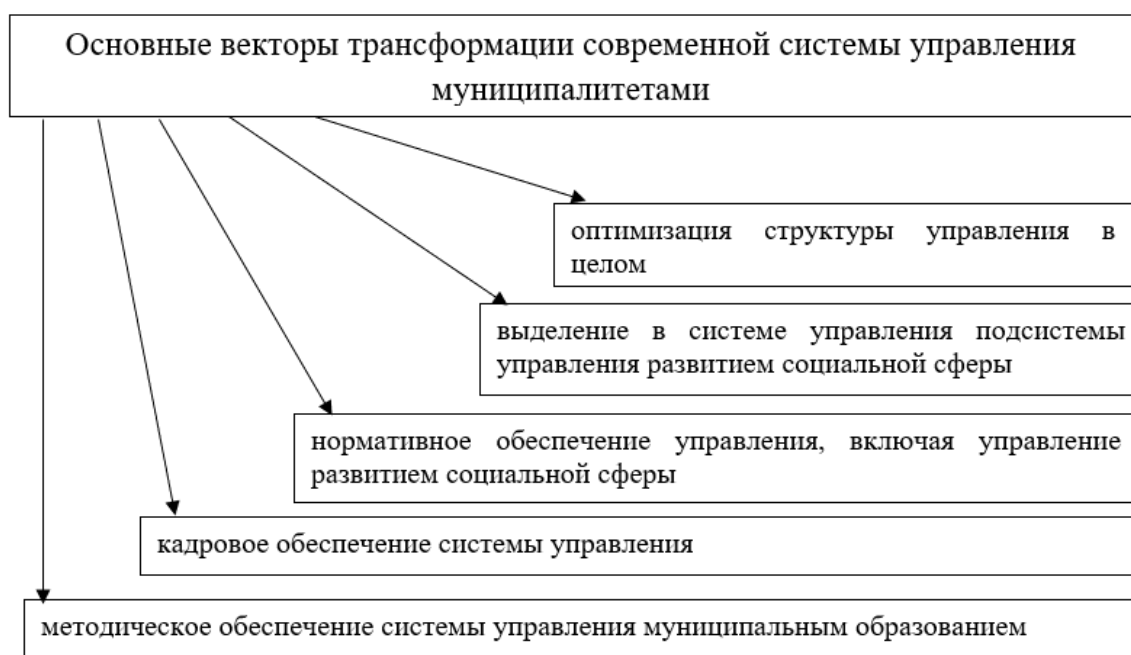 Основные векторы трансформации современной системы управления
муниципалитетами
оптимизация структуры управления в
целом
выделение в системе управления подсистемы
управления развитием социальной сферы
нормативное обеспечение управления, включая управление
развитием социальной сферы
кадровое обеспечение системы управления
методическое обеспечение системы управления муниципальным образованием